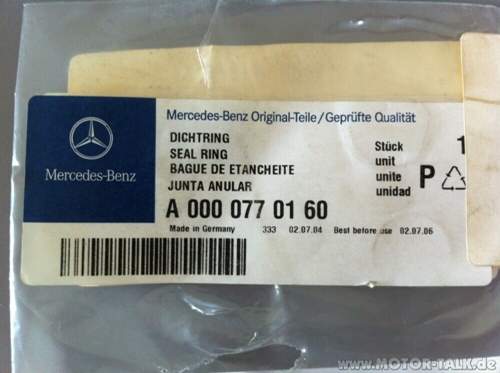 Mercedes-Benz Original-Teile/Geprüfte Qualität
DICHTRING
SEAL RING
BAGUE DE ETANCHEITE
JUNTA ANULAR
Stück 1
unit
unite
unidad
P
A 000 077 01 60
Made in Germany 333 02.07.04 Best before use 02.07.06
Mercedes-Benz
www.MOTOR-TALK.de